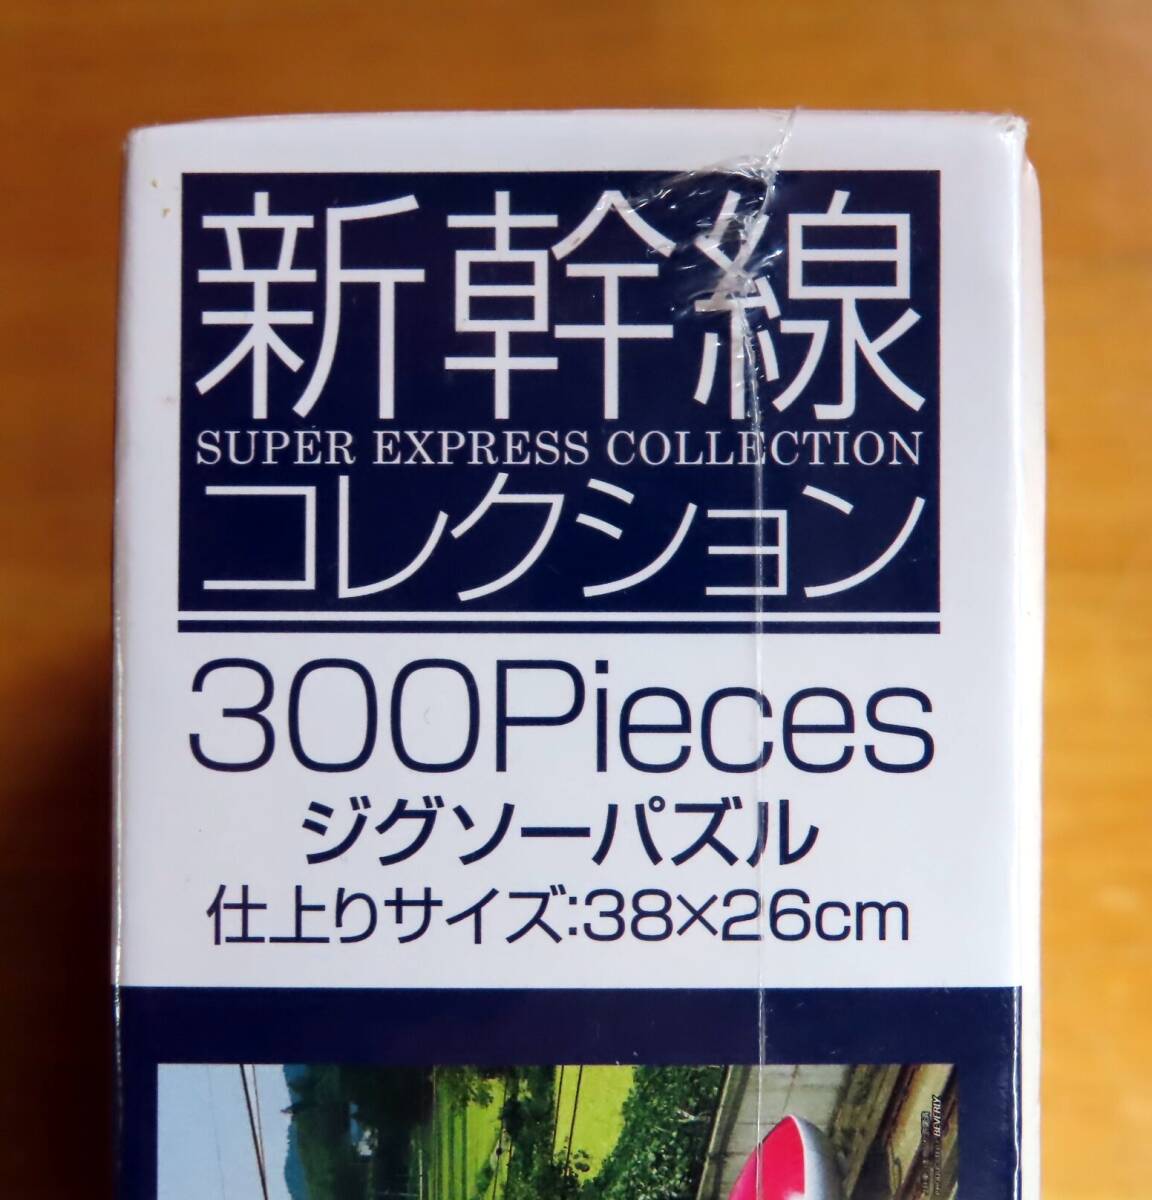 新幹線
SUPER EXPRESS COLLECTION
コレクション
300Pieces
ジグソーパズル
仕上りサイズ:38×26cm